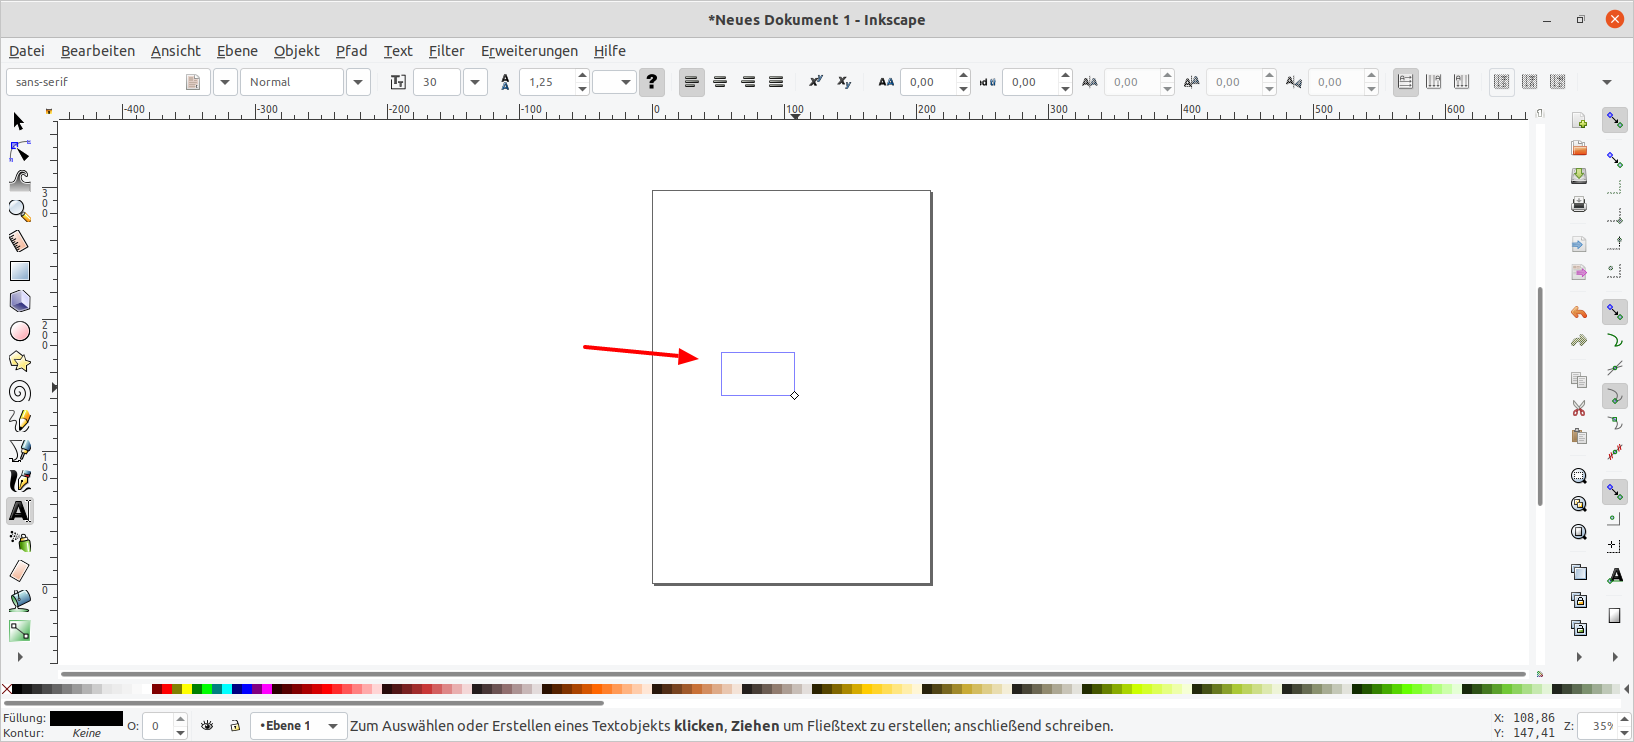 *Neues Dokument 1 - Inkscape
Datei Bearbeiten Ansicht Ebene Objekt Pfad Text Filter Erweiterungen Hilfe
sans-serif Normal 30 1,25 ? 0,00 0,00 0,00 0,00 0,00
-400 -300 -200 -100 0 100 200 300 400 500 600
300
200
100
0
Füllung: O: 0 •Ebene 1 Zum Auswählen oder Erstellen eines Textobjekts klicken, Ziehen um Fließtext zu erstellen; anschließend schreiben. X: 108,86 Z: 35%
Kontur: Keine Y: 147,41